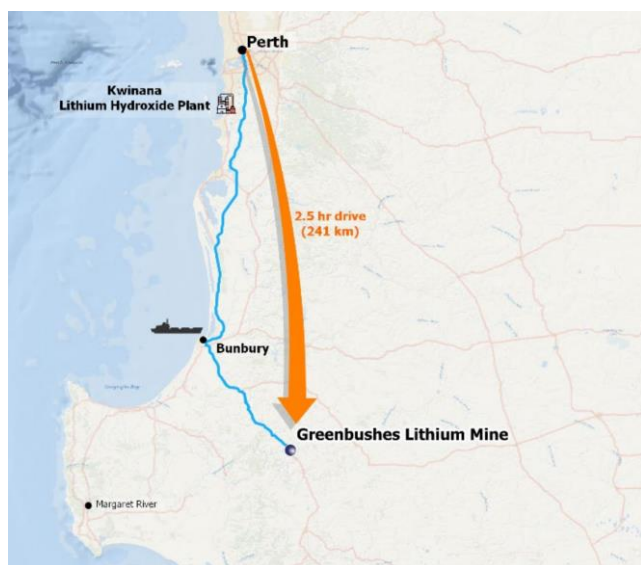 Perth
Kwinana
Lithium Hydroxide Plant
2.5 hr drive
(241 km)
Bunbury
Greenbushes Lithium Mine
Margaret River